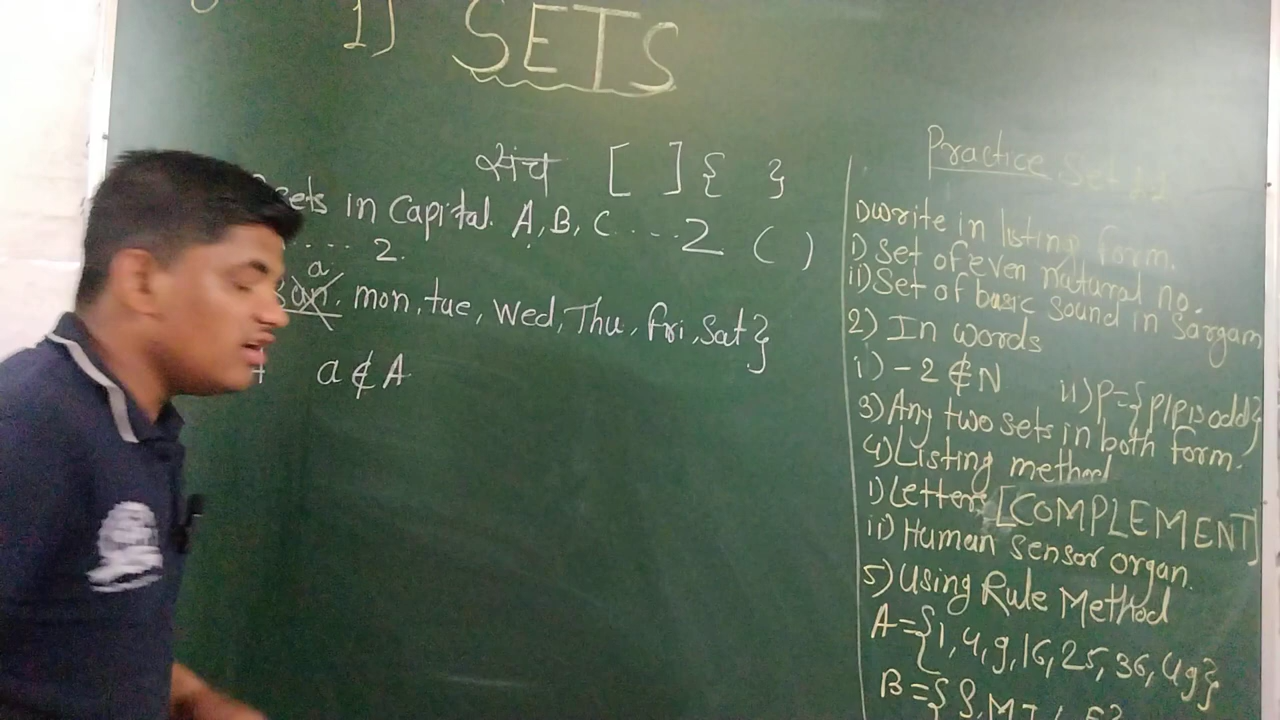 1) SETS
संच [ ] { }
sets in Capital. A, B, C ---- Z ( )
.... z.
a
Sun. mon, tue, Wed, Thu, Fri, Sat}
a ∉ A
Practice Set 1.1
1) write in listing form.
i) Set of even natural no.
ii) Set of basic sound in sargam
2) In words
i) -2 ∉ N ii) P={p/p is odd}
3) Any two sets in both form.
4) Listing method
i) Letters [COMPLEMENT]
ii) Human sensor organ.
5) Using Rule Method
A={1, 4, 9, 16, 25, 36, 49}
B={